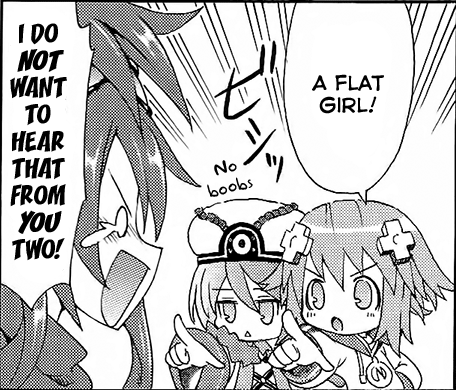 A FLAT
GIRL!
ビシッ
No
boobs
I DO
NOT
WANT
TO
HEAR
THAT
FROM
YOU
TWO!
N